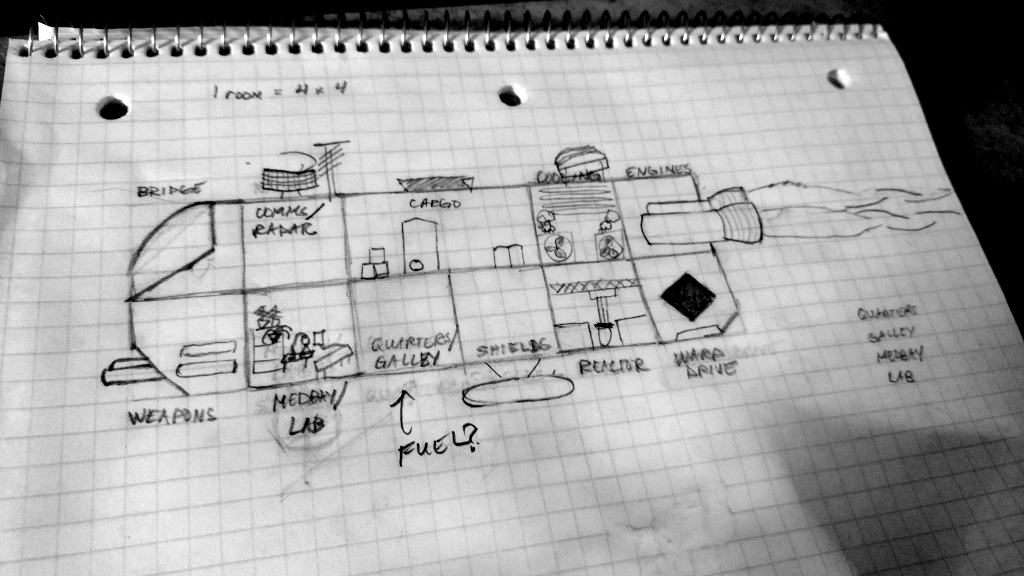 1 ROOM = 4 x 4
BRIDGE
COMMS/
RADAR
CARGO
COOLING
ENGINES
WEAPONS
MEDBAY/
LAB
QUARTERS/
GALLEY
FUEL?
SHIELDS
REACTOR
WARP
DRIVE
QUARTERS
GALLEY
MEDBAY
LAB